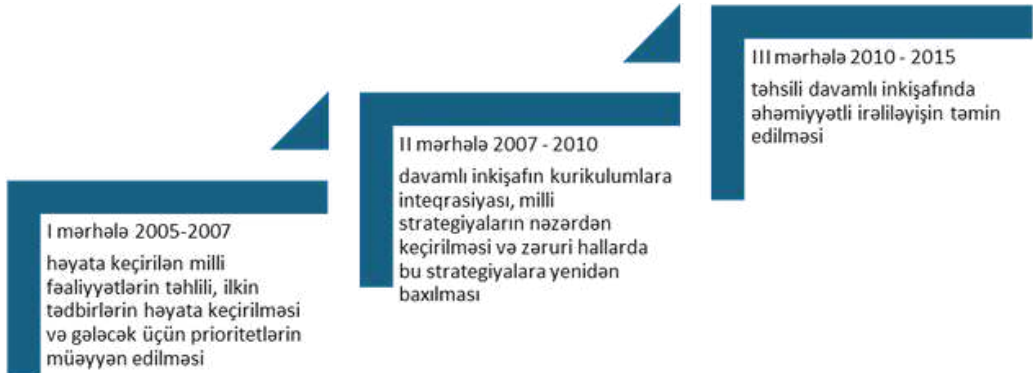 I mərhələ 2005-2007
həyata keçirilən milli
fəaliyyətlərin təhlili, ilkin
tədbirlərin həyata keçirilməsi
və gələcək üçün prioritetlərin
müəyyən edilməsi
II mərhələ 2007 - 2010
davamlı inkişafın kurikulumlara
inteqrasiyası, milli
strategiyaların nəzərdən
keçirilməsi və zəruri hallarda
bu strategiyalara yenidən
baxılması
III mərhələ 2010 - 2015
təhsili davamlı inkişafında
əhəmiyyətli irəliləyişin təmin
edilməsi